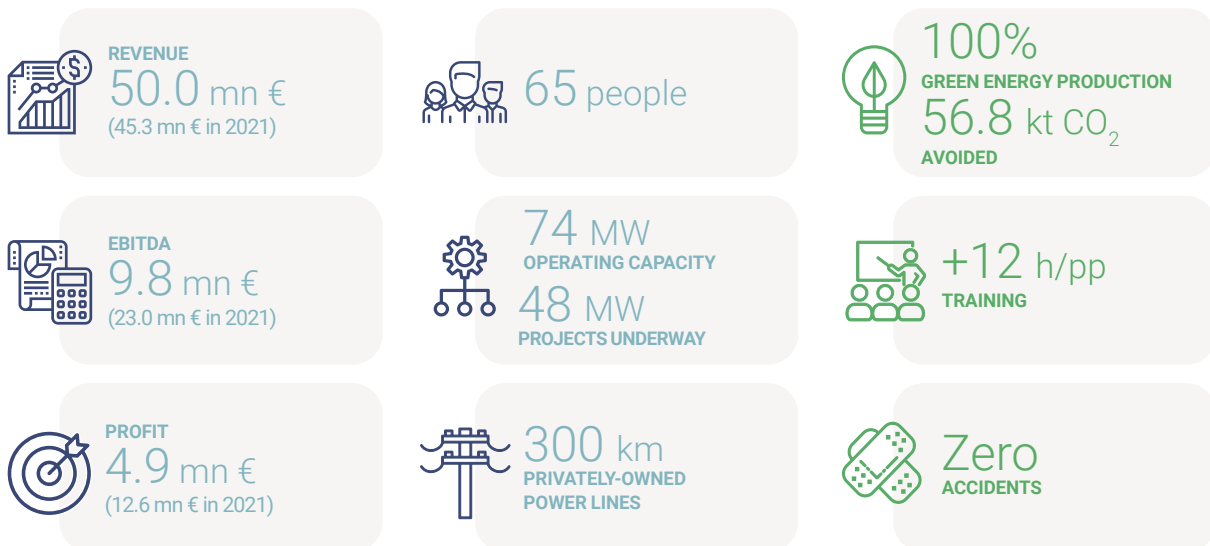 REVENUE
50.0 mn €
(45.3 mn € in 2021)
65 people
100%
GREEN ENERGY PRODUCTION
56.8 kt CO₂
AVOIDED
EBITDA
9.8 mn €
(23.0 mn € in 2021)
74 MW
OPERATING CAPACITY
48 MW
PROJECTS UNDERWAY
+12 h/pp
TRAINING
PROFIT
4.9 mn €
(12.6 mn € in 2021)
300 km
PRIVATELY-OWNED
POWER LINES
Zero
ACCIDENTS